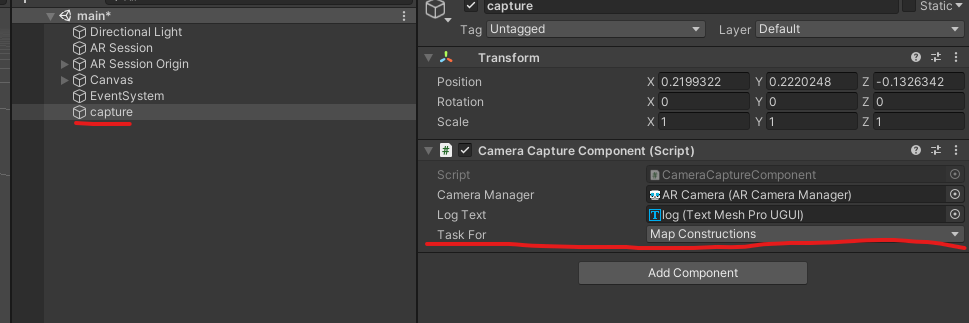 main*
Directional Light
AR Session
AR Session Origin
Canvas
EventSystem
capture
capture
Static
Tag Untagged Layer Default
Transform
Position X 0.2199322 Y 0.2220248 Z -0.1326342
Rotation X 0 Y 0 Z 0
Scale X 1 Y 1 Z 1
# Camera Capture Component (Script)
Script # CameraCaptureComponent
Camera Manager AR Camera (AR Camera Manager)
Log Text T log (Text Mesh Pro UGUI)
Task For Map Constructions
Add Component